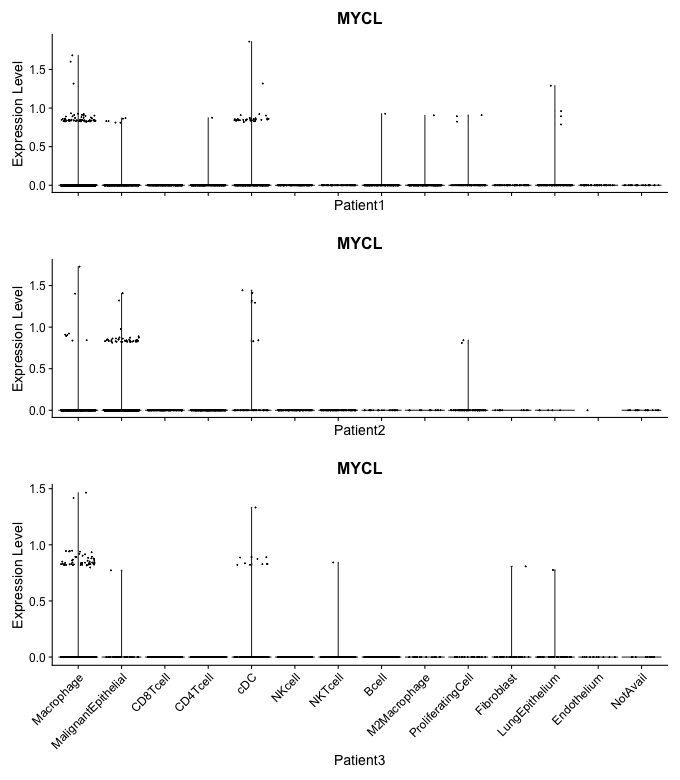 MYCL
Expression Level
1.5
1.0
0.5
0.0
Patient1
MYCL
Expression Level
1.5
1.0
0.5
0.0
Patient2
MYCL
Expression Level
1.5
1.0
0.5
0.0
Macrophage
MalignantEpithelial
CD8Tcell
CD4Tcell
cDC
NKcell
NKTcell
Bcell
M2Macrophage
ProliferatingCell
Fibroblast
LungEpithelium
Endothelium
NotAvail
Patient3